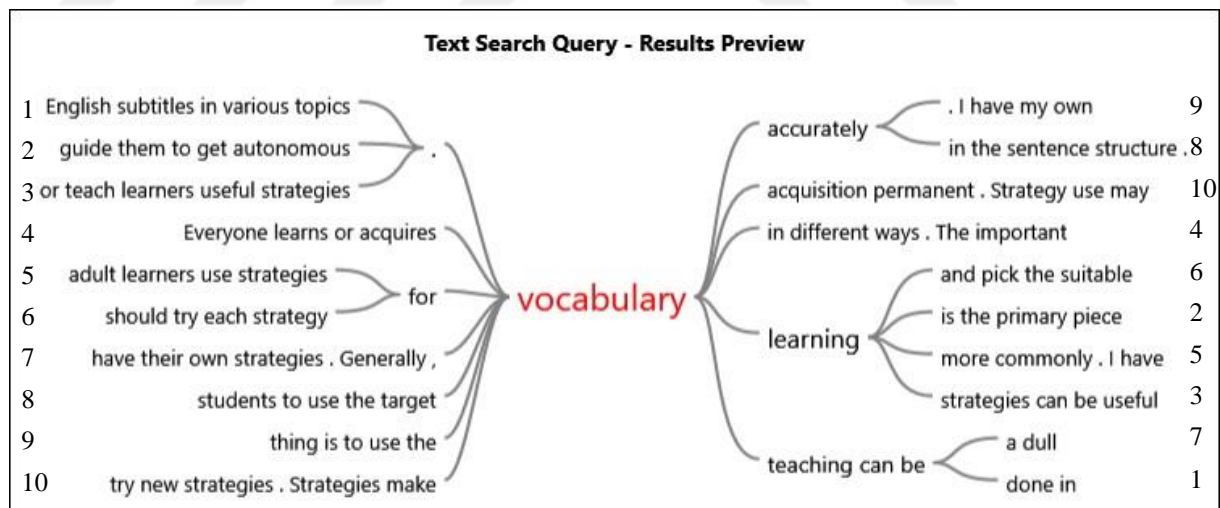 Text Search Query - Results Preview
1 English subtitles in various topics
2 guide them to get autonomous
3 or teach learners useful strategies
.
4 Everyone learns or acquires
5 adult learners use strategies
6 should try each strategy
for
7 have their own strategies . Generally ,
8 students to use the target
9 thing is to use the
10 try new strategies . Strategies make
vocabulary
accurately
. I have my own 9
in the sentence structure . 8
acquisition permanent . Strategy use may 10
in different ways . The important 4
learning
and pick the suitable 6
is the primary piece 2
more commonly . I have 5
strategies can be useful 3
teaching can be
a dull 7
done in 1